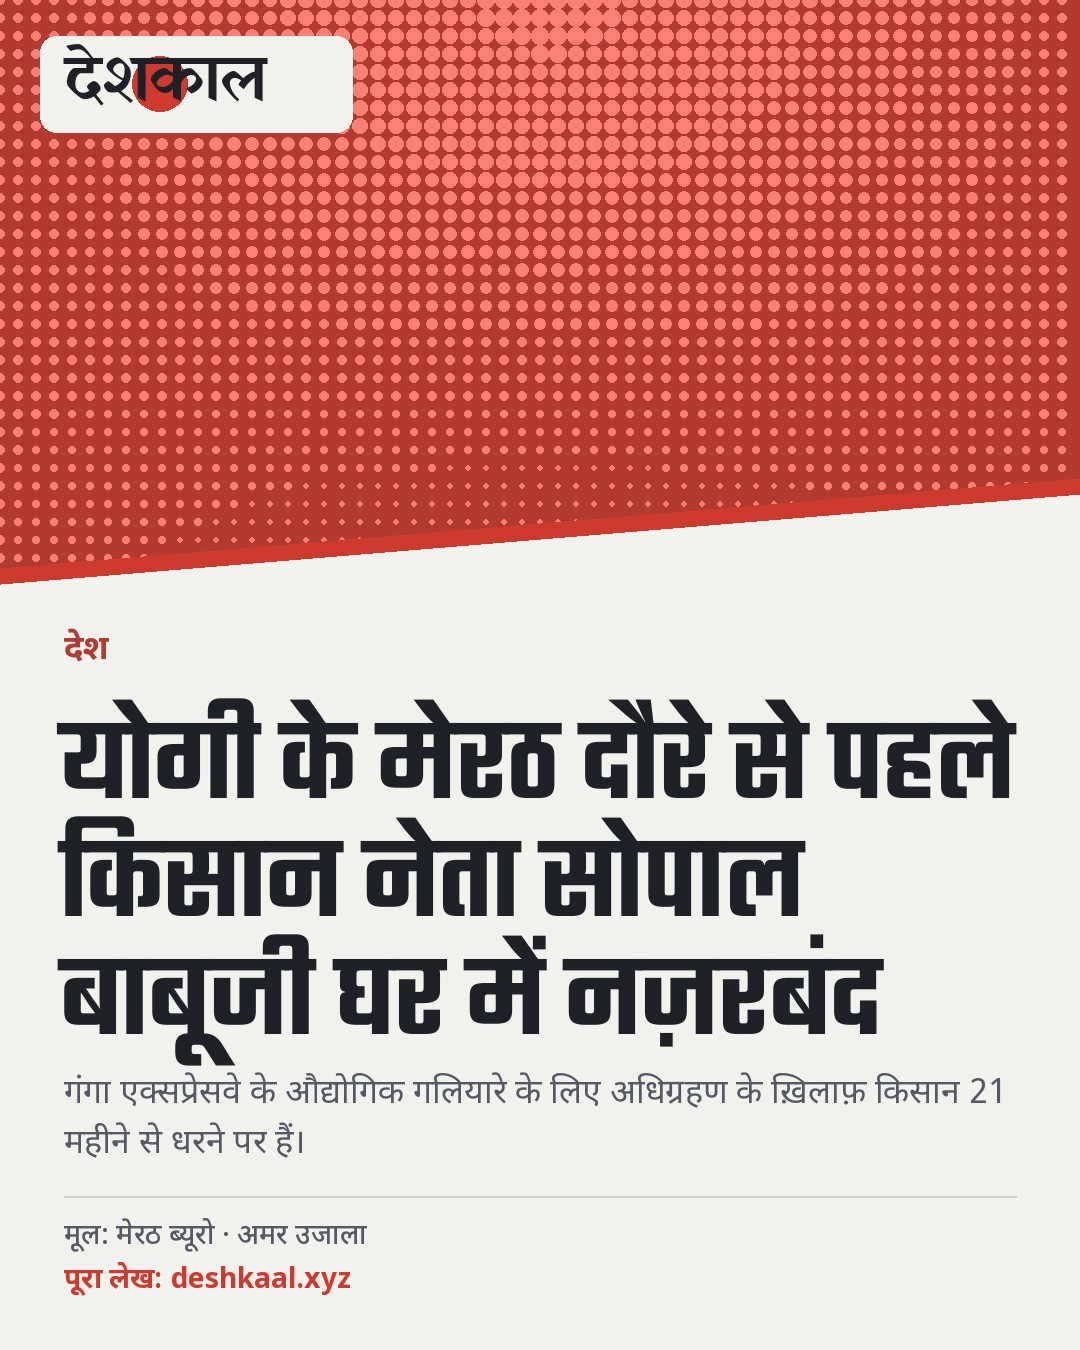 देशकाल
देश
योगी के मेरठ दौरे से पहले
किसान नेता सोपाल
बाबूजी घर में नज़रबंद
गंगा एक्सप्रेसवे के औद्योगिक गलियारे के लिए अधिग्रहण के ख़िलाफ़ किसान 21
महीने से धरने पर हैं।
मूल: मेरठ ब्यूरो · अमर उजाला
पूरा लेख: deshkaal.xyz